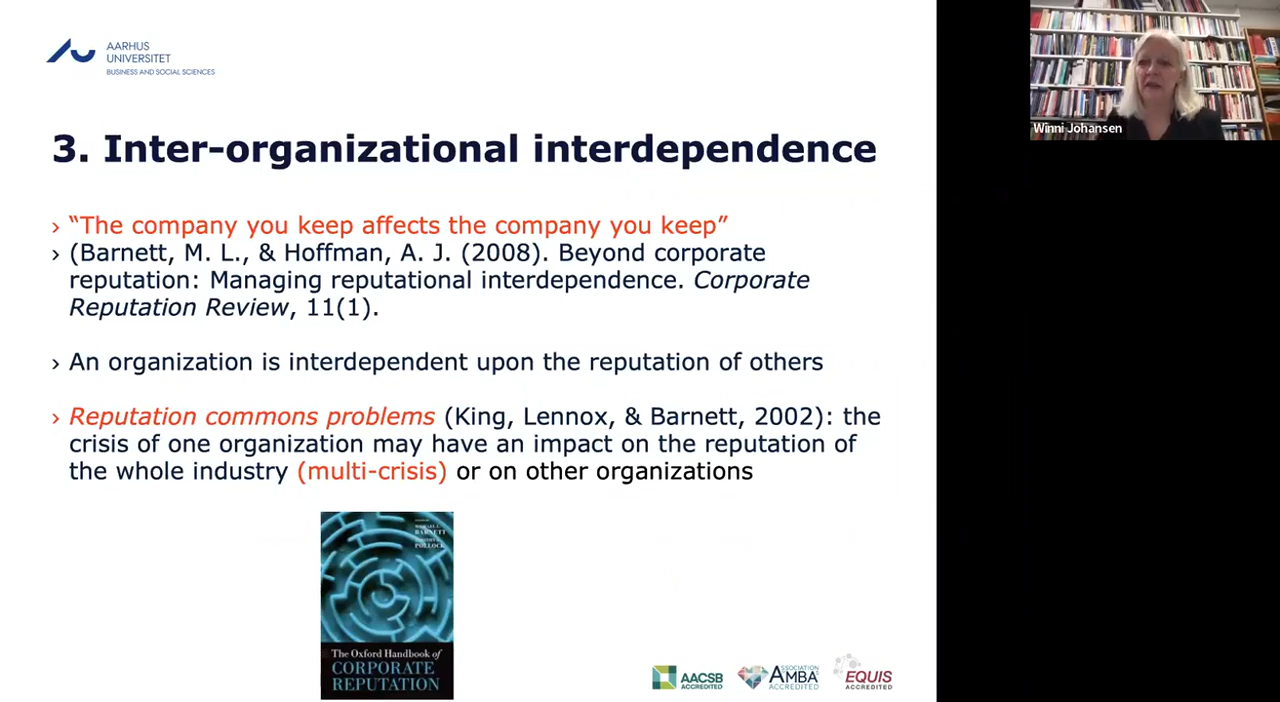 AARHUS
UNIVERSITET
BUSINESS AND SOCIAL SCIENCES
Winni Johansen
3. Inter-organizational interdependence
› “The company you keep affects the company you keep”
› (Barnett, M. L., & Hoffman, A. J. (2008). Beyond corporate
reputation: Managing reputational interdependence. Corporate
Reputation Review, 11(1).
› An organization is interdependent upon the reputation of others
› Reputation commons problems (King, Lennox, & Barnett, 2002): the
crisis of one organization may have an impact on the reputation of
the whole industry (multi-crisis) or on other organizations
BARNETT
POLLOCK
The Oxford Handbook of
CORPORATE
REPUTATION
AACSB
ACCREDITED
ASSOCIATION
AMBA
ACCREDITED
EQUIS
ACCREDITED